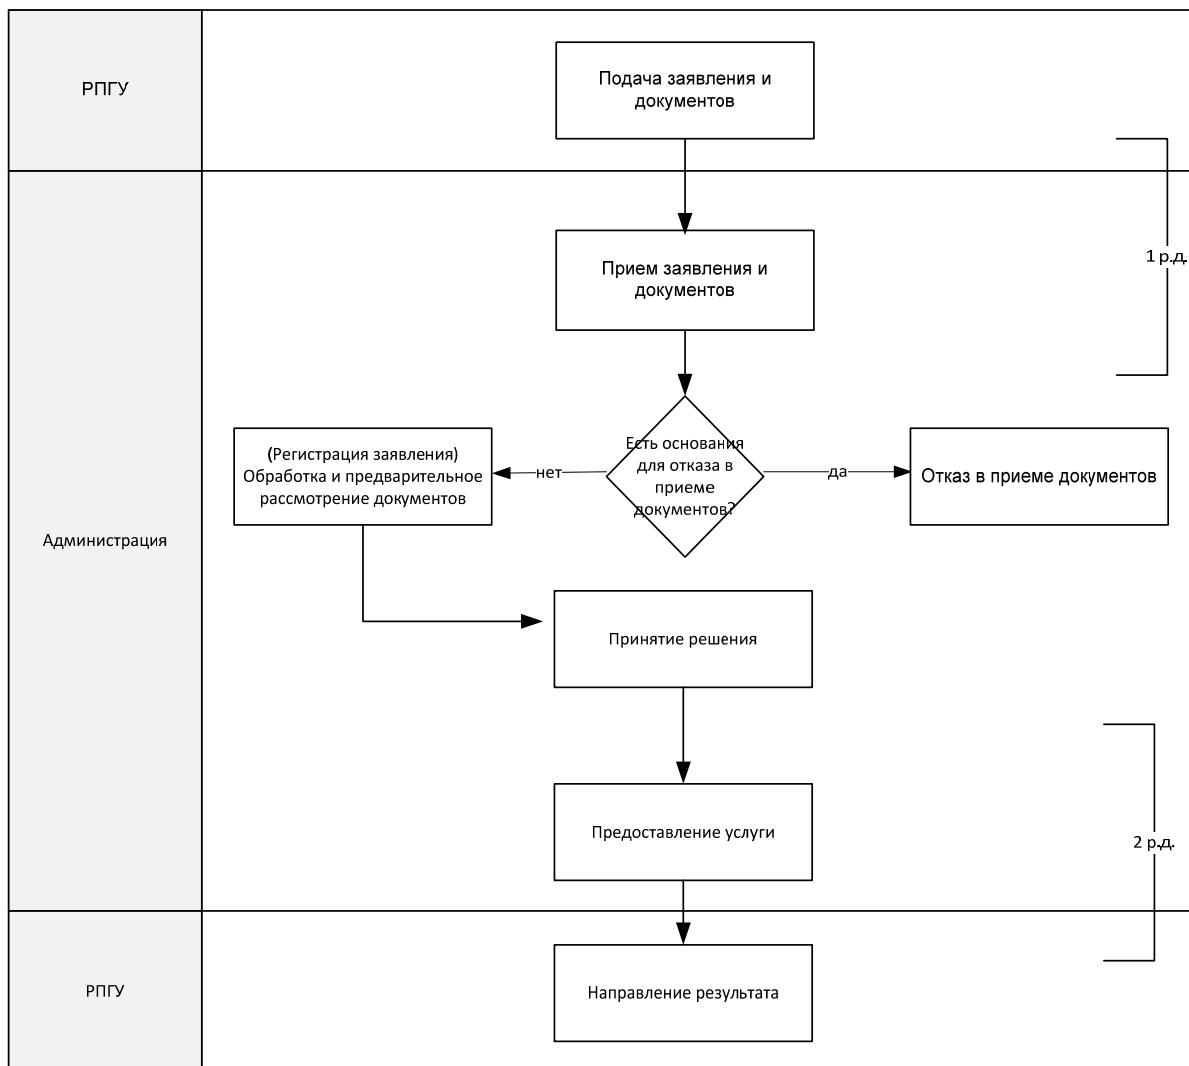 РПГУ
Подача заявления и
документов
1 р.д.
Администрация
Прием заявления и
документов
(Регистрация заявления)
Обработка и предварительное
рассмотрение документов
нет
Есть основания
для отказа в
приеме
документов?
да
Отказ в приеме документов
Принятие решения
Предоставление услуги
2 р.д.
РПГУ
Направление результата